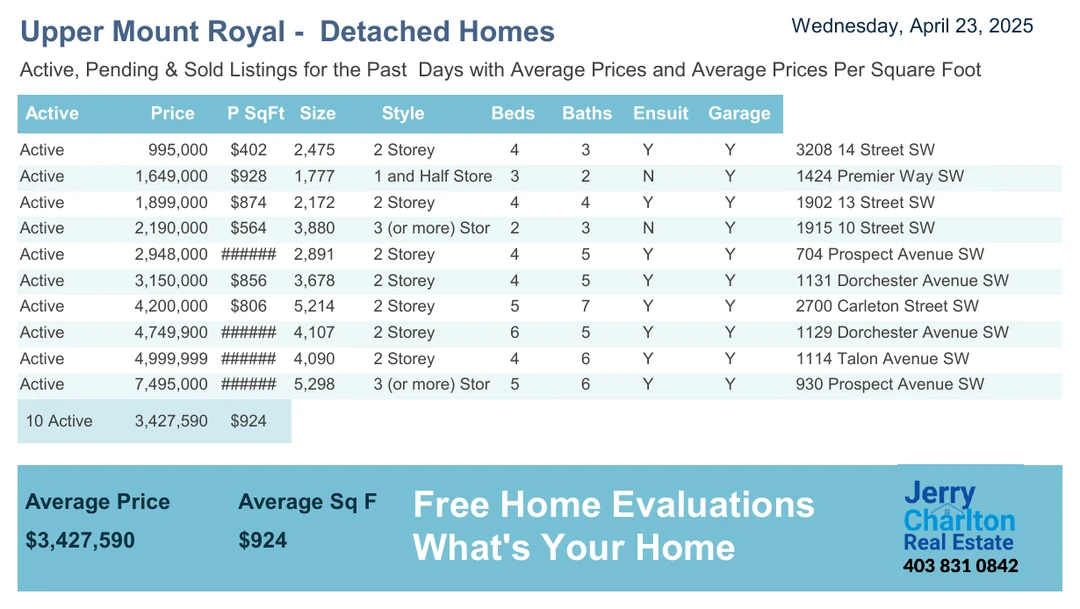 Upper Mount Royal - Detached Homes
Wednesday, April 23, 2025
Active, Pending & Sold Listings for the Past Days with Average Prices and Average Prices Per Square Foot
Active Price P SqFt Size Style Beds Baths Ensuit Garage
Active 995,000 $402 2,475 2 Storey 4 3 Y Y 3208 14 Street SW
Active 1,649,000 $928 1,777 1 and Half Store 3 2 N Y 1424 Premier Way SW
Active 1,899,000 $874 2,172 2 Storey 4 4 Y Y 1902 13 Street SW
Active 2,190,000 $564 3,880 3 (or more) Stor 2 3 N Y 1915 10 Street SW
Active 2,948,000 ###### 2,891 2 Storey 4 5 Y Y 704 Prospect Avenue SW
Active 3,150,000 $856 3,678 2 Storey 4 5 Y Y 1131 Dorchester Avenue SW
Active 4,200,000 $806 5,214 2 Storey 5 7 Y Y 2700 Carleton Street SW
Active 4,749,900 ###### 4,107 2 Storey 6 5 Y Y 1129 Dorchester Avenue SW
Active 4,999,999 ###### 4,090 2 Storey 4 6 Y Y 1114 Talon Avenue SW
Active 7,495,000 ###### 5,298 3 (or more) Stor 5 6 Y Y 930 Prospect Avenue SW
10 Active 3,427,590 $924
Average Price Average Sq F
$3,427,590 $924
Free Home Evaluations
What's Your Home
Jerry
Charlton
Real Estate
403 831 0842